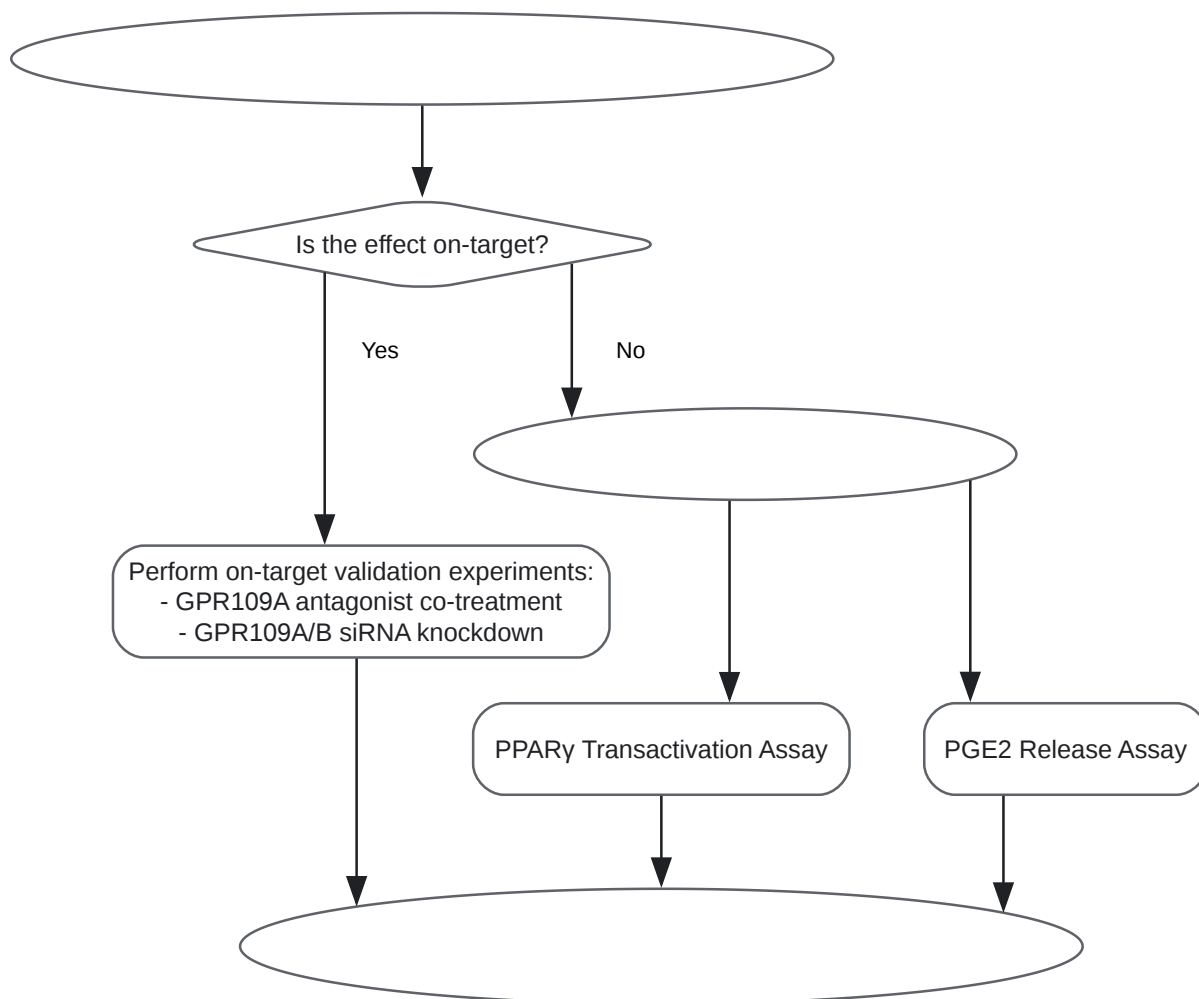 Is the effect on-target?
Yes
No
Perform on-target validation experiments:
- GPR109A antagonist co-treatment
- GPR109A/B siRNA knockdown
PPARγ Transactivation Assay
PGE2 Release Assay